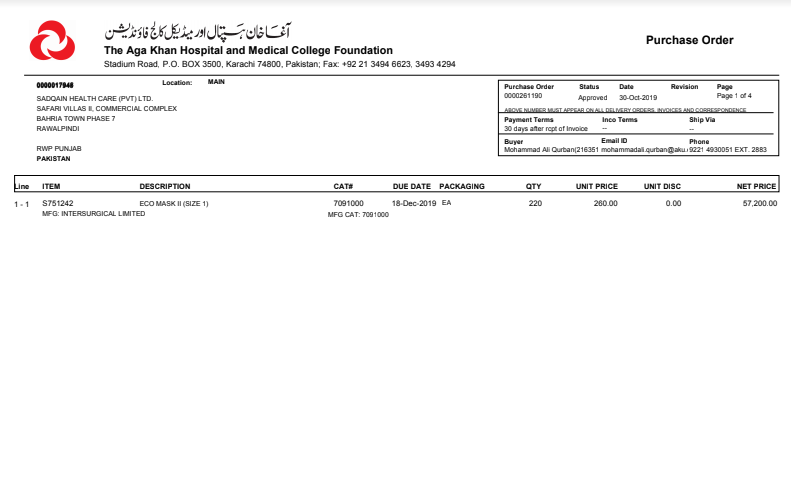 آغا خان ہسپتال اور میڈیکل کالج فاؤنڈیشن
The Aga Khan Hospital and Medical College Foundation
Stadium Road, P.O. BOX 3500, Karachi 74800, Pakistan; Fax: +92 21 3494 6623, 3493 4294
Purchase Order
0000017948 Location: MAIN
SADQAIN HEALTH CARE (PVT) LTD.
SAFARI VILLAS II, COMMERCIAL COMPLEX
BAHRIA TOWN PHASE 7
RAWALPINDI
RWP PUNJAB
PAKISTAN
Purchase Order Status Date Revision Page
0000261190 Approved 30-Oct-2019 Page 1 of 4
ABOVE NUMBER MUST APPEAR ON ALL DELIVERY ORDERS, INVOICES AND CORRESPONDENCE
Payment Terms Inco Terms Ship Via
30 days after rcpt of Invoice -- --
Buyer Email ID Phone
Mohammad Ali Qurban(216351 mohammadali.qurban@aku. 9221 4930051 EXT. 2883
Line ITEM DESCRIPTION CAT# DUE DATE PACKAGING QTY UNIT PRICE UNIT DISC NET PRICE
1 - 1 S751242 ECO MASK II (SIZE 1) 7091000 18-Dec-2019 EA 220 260.00 0.00 57,200.00
MFG: INTERSURGICAL LIMITED MFG CAT: 7091000